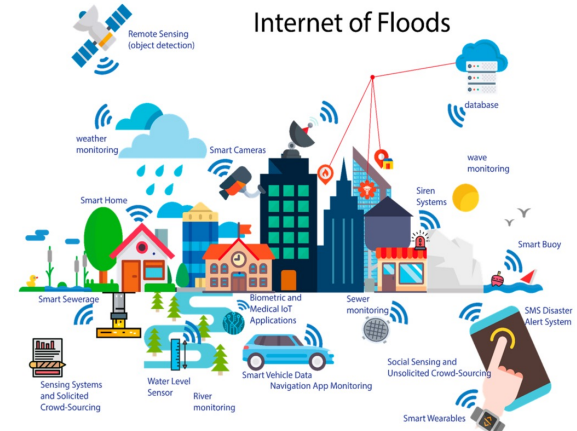 Internet of Floods
Remote Sensing
(object detection)
database
weather
monitoring
Smart Cameras
wave
monitoring
Smart Home
Siren
Systems
Smart Buoy
Smart Sewerage
Biometric and
Medical IoT
Applications
Sewer
monitoring
SMS Disaster
Alert System
Sensing Systems
and Solicited
Crowd-Sourcing
Water Level
Sensor
River
monitoring
Smart Vehicle Data
Navigation App Monitoring
Social Sensing and
Unsolicited Crowd-Sourcing
Smart Wearables